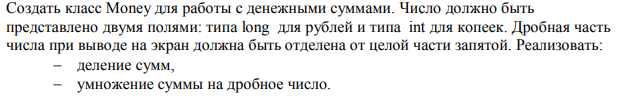 Создать класс Money для работы с денежными суммами. Число должно быть
представлено двумя полями: типа long для рублей и типа int для копеек. Дробная часть
числа при выводе на экран должна быть отделена от целой части запятой. Реализовать:
− деление сумм,
− умножение суммы на дробное число.